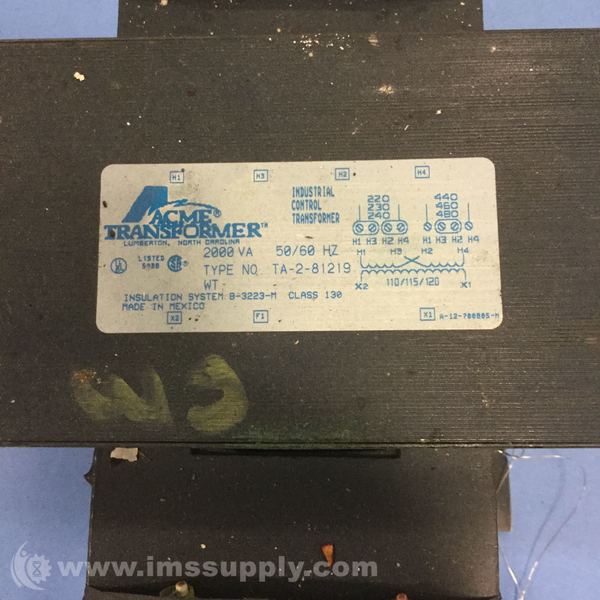 H1 H3 H2 H4
ACME®
TRANSFORMER™
LUMBERTON, NORTH CAROLINA
INDUSTRIAL
CONTROL
TRANSFORMER
220
230
240
440
460
480
H1 H3 H2 H4
H1 H3 H2 H4
H1 H3 H2 H4
X2 110/115/120 X1
2000 VA 50/60 HZ
LISTED
TYPE NO. TA-2-81219
WT
INSULATION SYSTEM B-3223-M CLASS 130
MADE IN MEXICO
X2 F1 X1 A-12-700805-M
www.imssupply.com